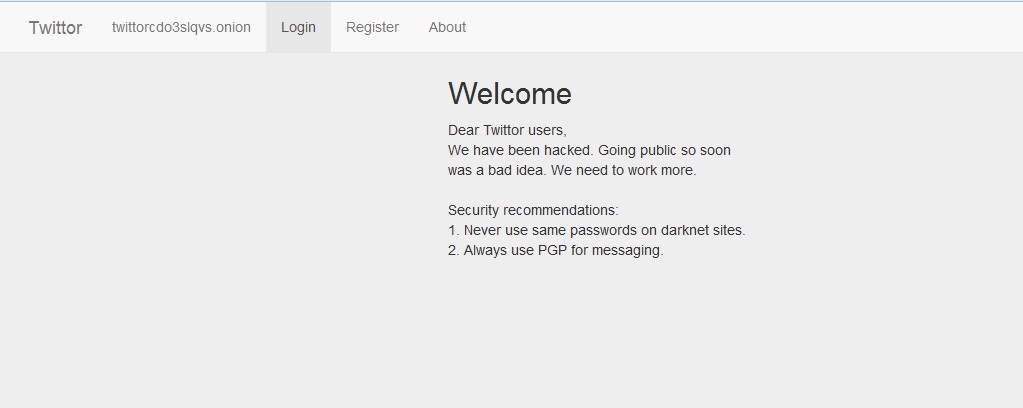 Twittor twittorcdo3slqvs.onion Login Register About
Welcome
Dear Twittor users,
We have been hacked. Going public so soon
was a bad idea. We need to work more.
Security recommendations:
1. Never use same passwords on darknet sites.
2. Always use PGP for messaging.